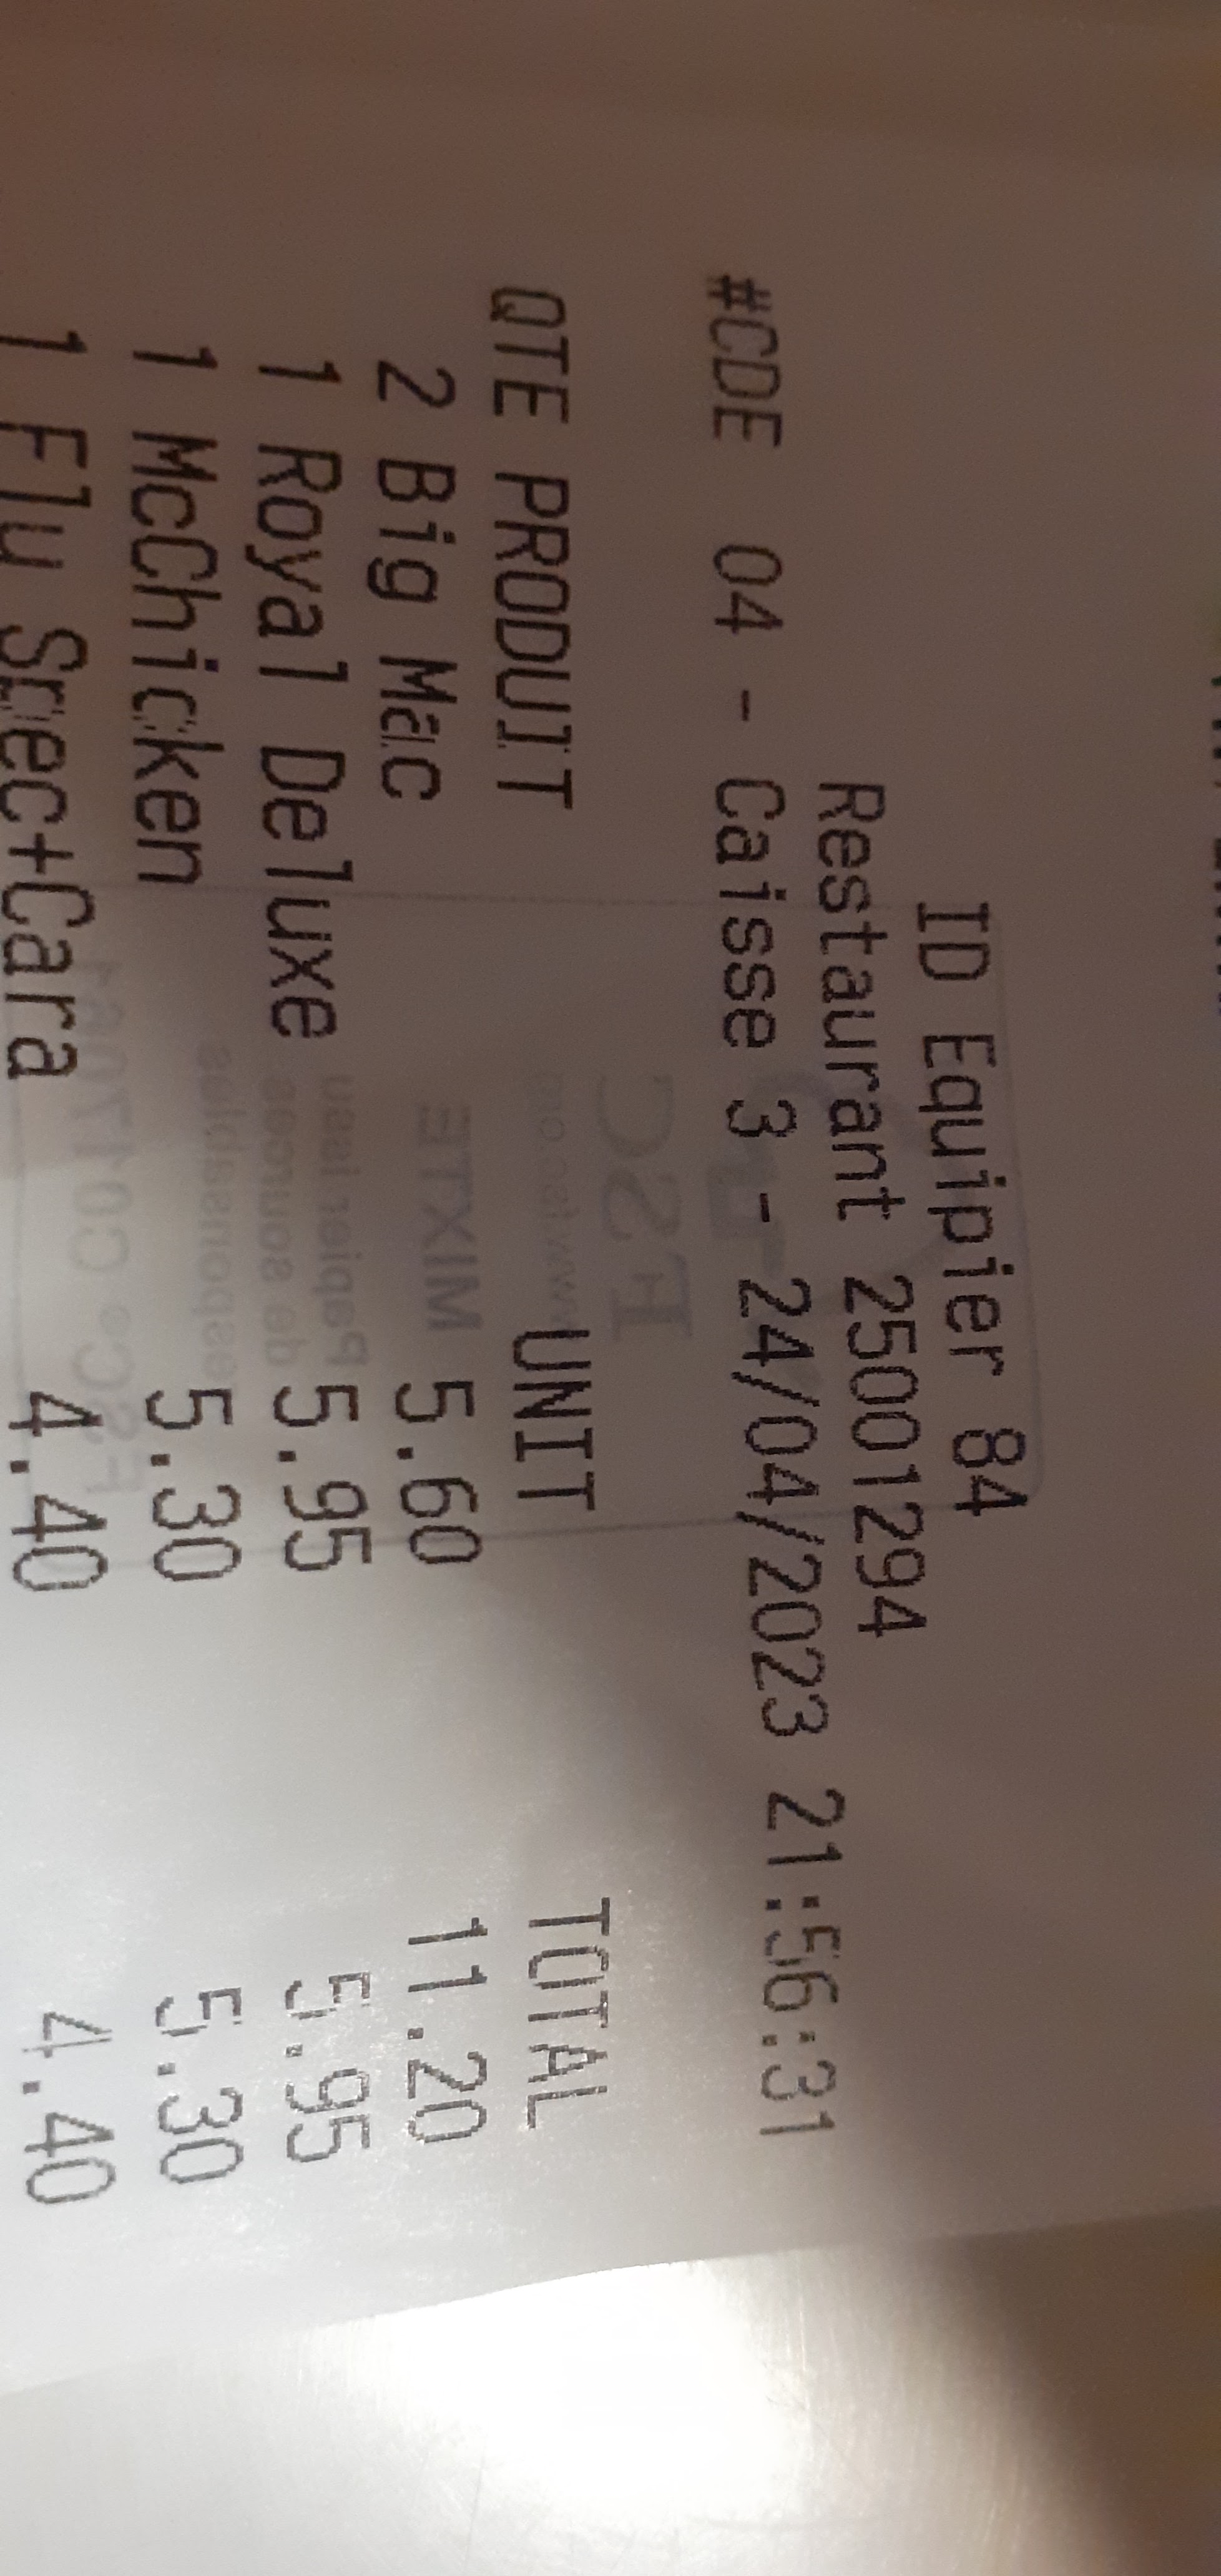 ID Equipier 84
Restaurant 25001294
#CDE 04 - Caisse 3 - 24/04/2023 21:56:31
QTE PRODUIT UNIT TOTAL
2 Big Mac 5.60 11.20
1 Royal Deluxe 5.95 5.95
1 McChicken 5.30 5.30
1 Flu Spec+Cara 4.40 4.40
FSC
MIXTE